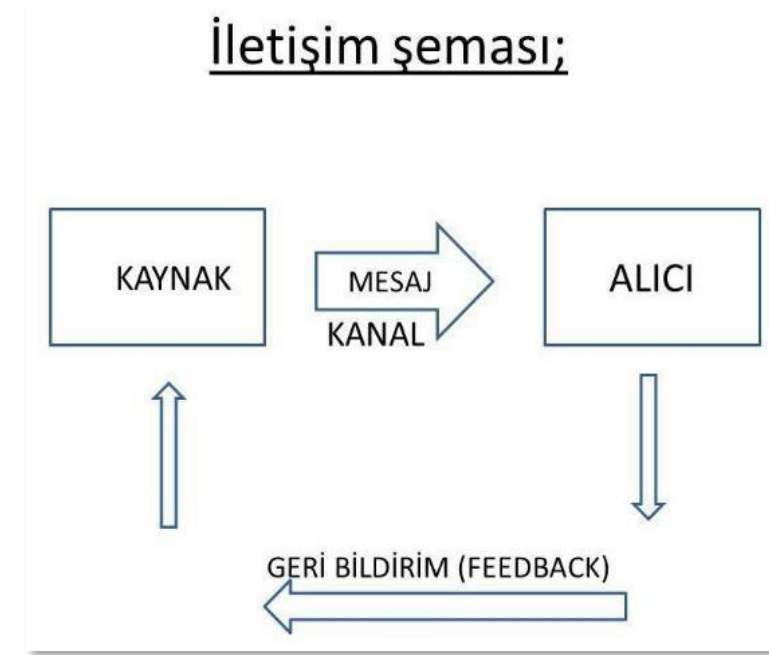 İletişim şeması;
KAYNAK
MESAJ
KANAL
ALICI
GERİ BİLDİRİM (FEEDBACK)